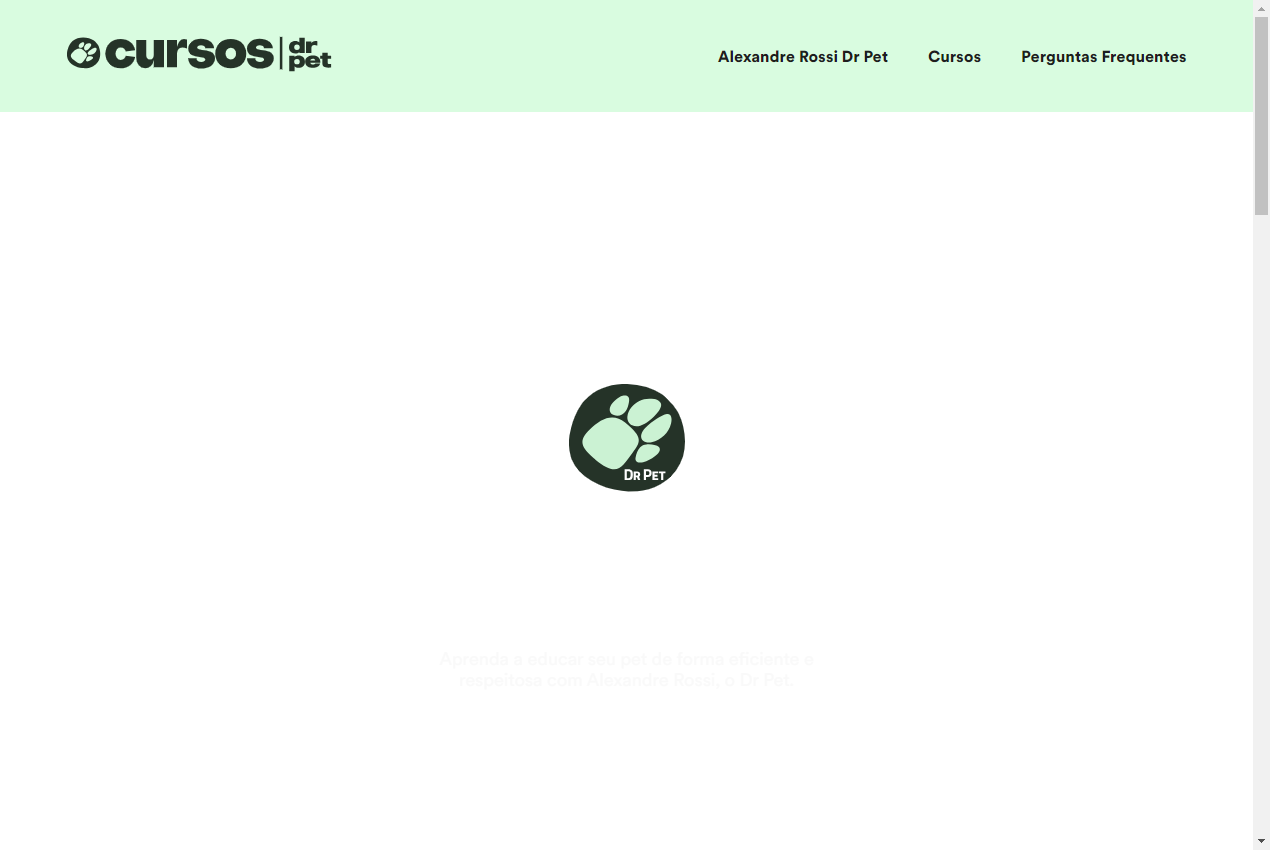 cursos dr pet
Alexandre Rossi Dr Pet
Cursos
Perguntas Frequentes
DR PET
Aprenda a educar seu pet de forma eficiente e
respeitosa com Alexandre Rossi, o Dr Pet.